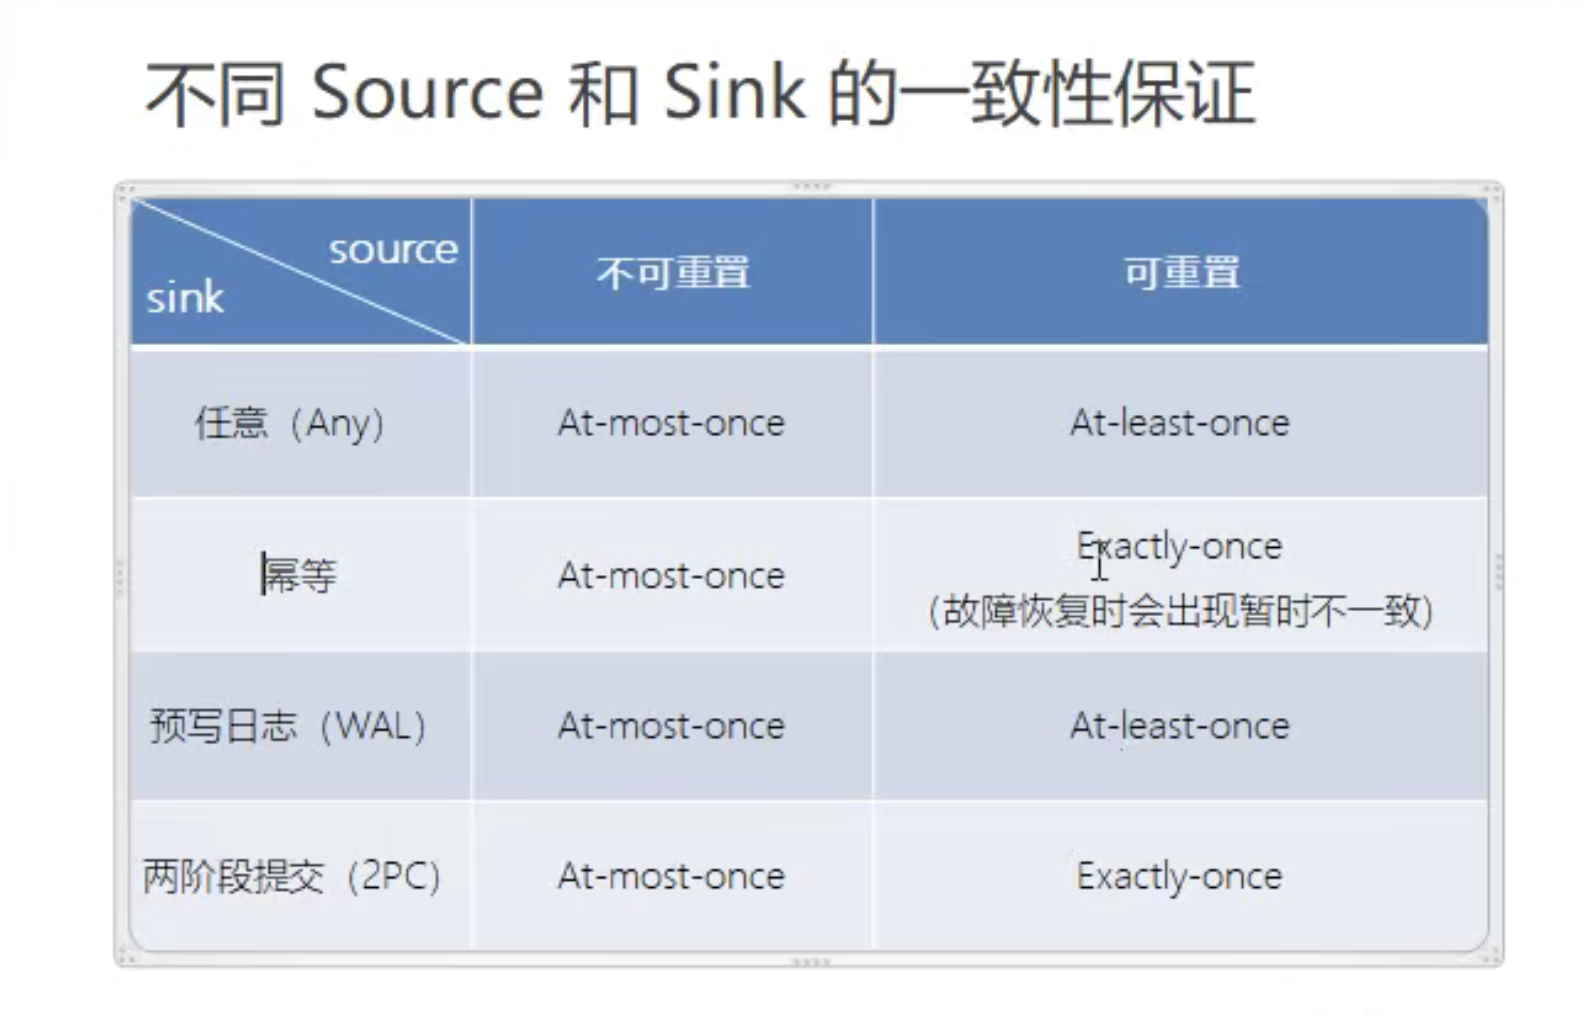 不同 Source 和 Sink 的一致性保证
source
sink
不可重置
可重置
任意（Any）
At-most-once
At-least-once
幂等
At-most-once
Exactly-once
（故障恢复时会出现暂时不一致）
预写日志（WAL）
At-most-once
At-least-once
两阶段提交（2PC）
At-most-once
Exactly-once